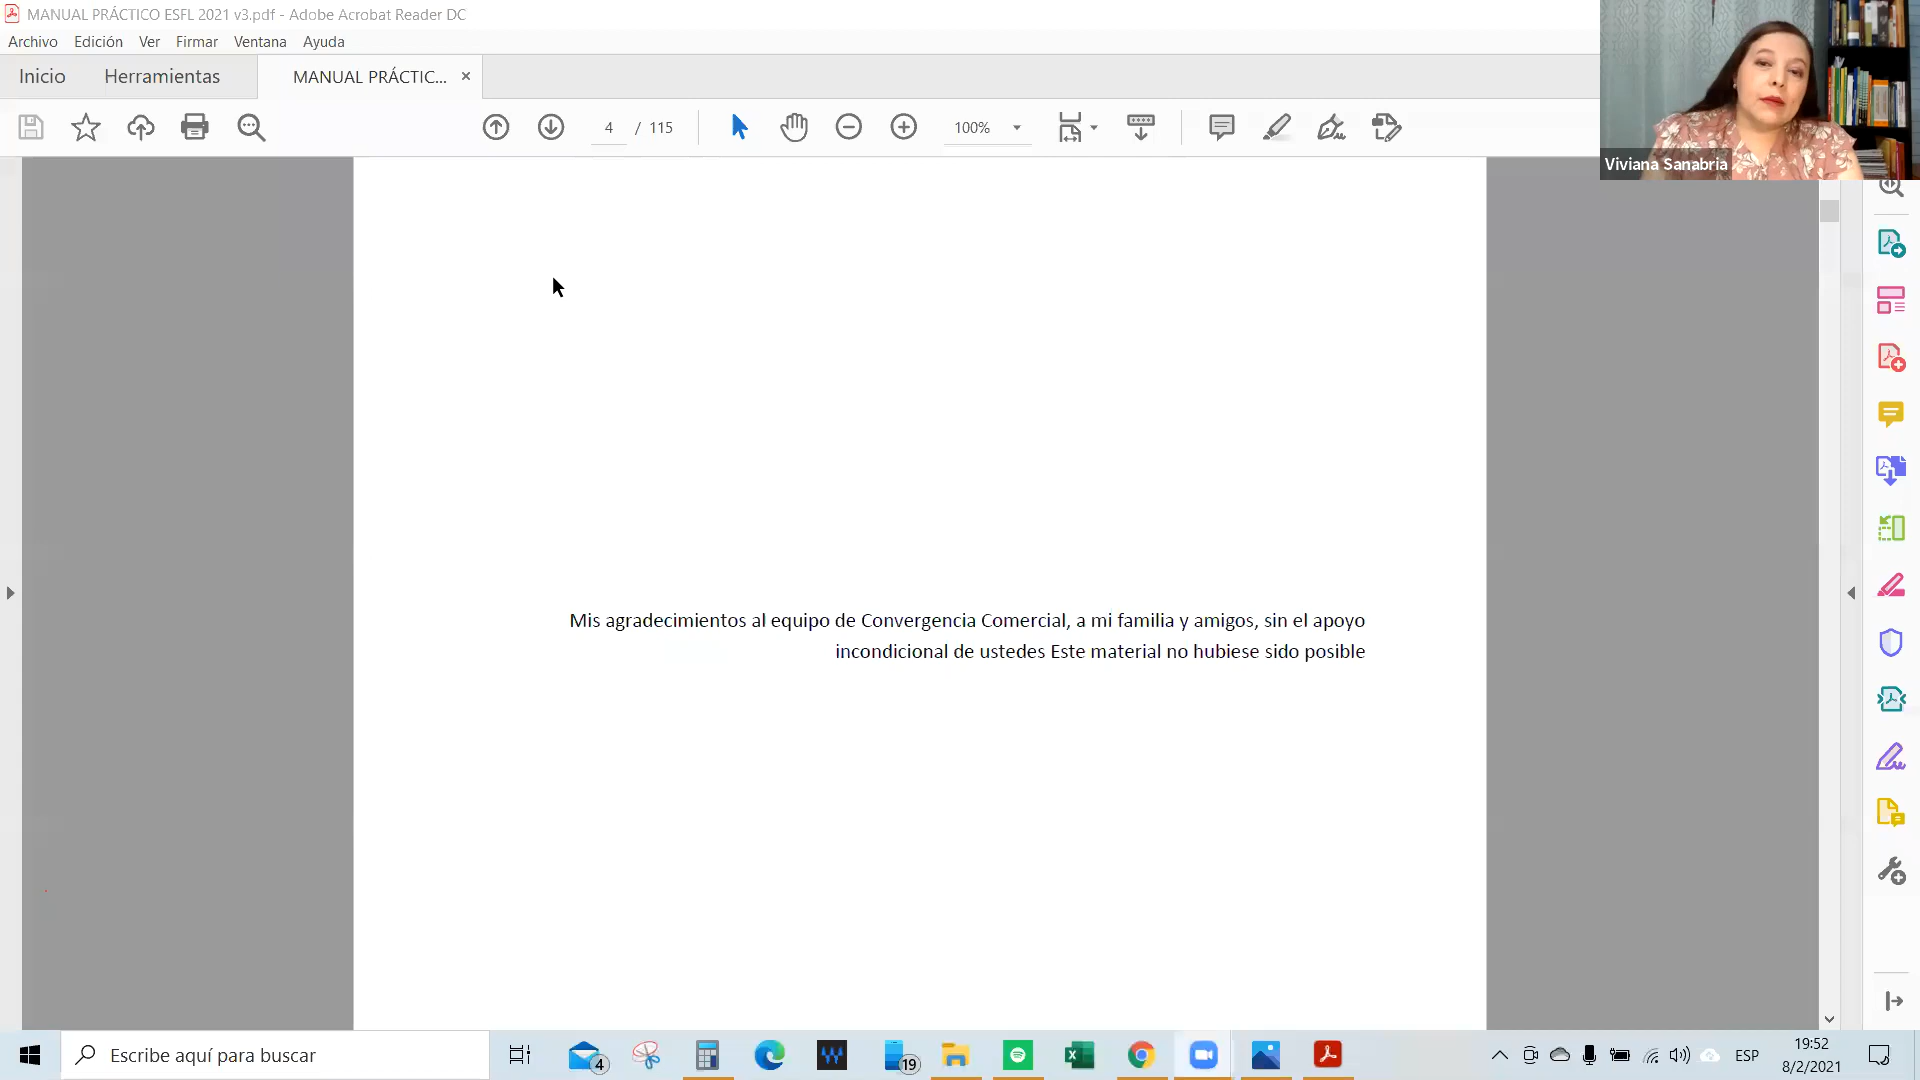 MANUAL PRÁCTICO ESFL 2021 v3.pdf - Adobe Acrobat Reader DC
Archivo Edición Ver Firmar Ventana Ayuda
Inicio Herramientas MANUAL PRÁCTIC... ×
4 / 115 100%
Viviana Sanabria
Mis agradecimientos al equipo de Convergencia Comercial, a mi familia y amigos, sin el apoyo
incondicional de ustedes Este material no hubiese sido posible
Escribe aquí para buscar
4
19
ESP
19:52
8/2/2021